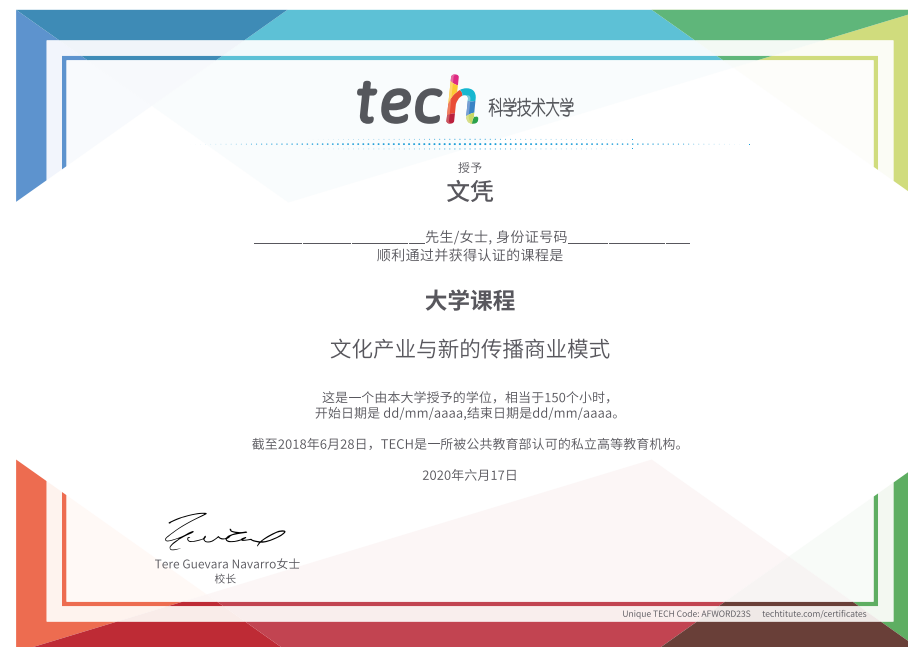 tech 科学技术大学
授予
文凭
______________________先生/女士, 身份证号码________________
顺利通过并获得认证的课程是
大学课程
文化产业与新的传播商业模式
这是一个由本大学授予的学位，相当于150个小时，
开始日期是 dd/mm/aaaa,结束日期是dd/mm/aaaa。
截至2018年6月28日，TECH是一所被公共教育部认可的私立高等教育机构。
2020年六月17日
Tere Guevara Navarro女士
校长
Unique TECH Code: AFWORD23S techtitute.com/certificates